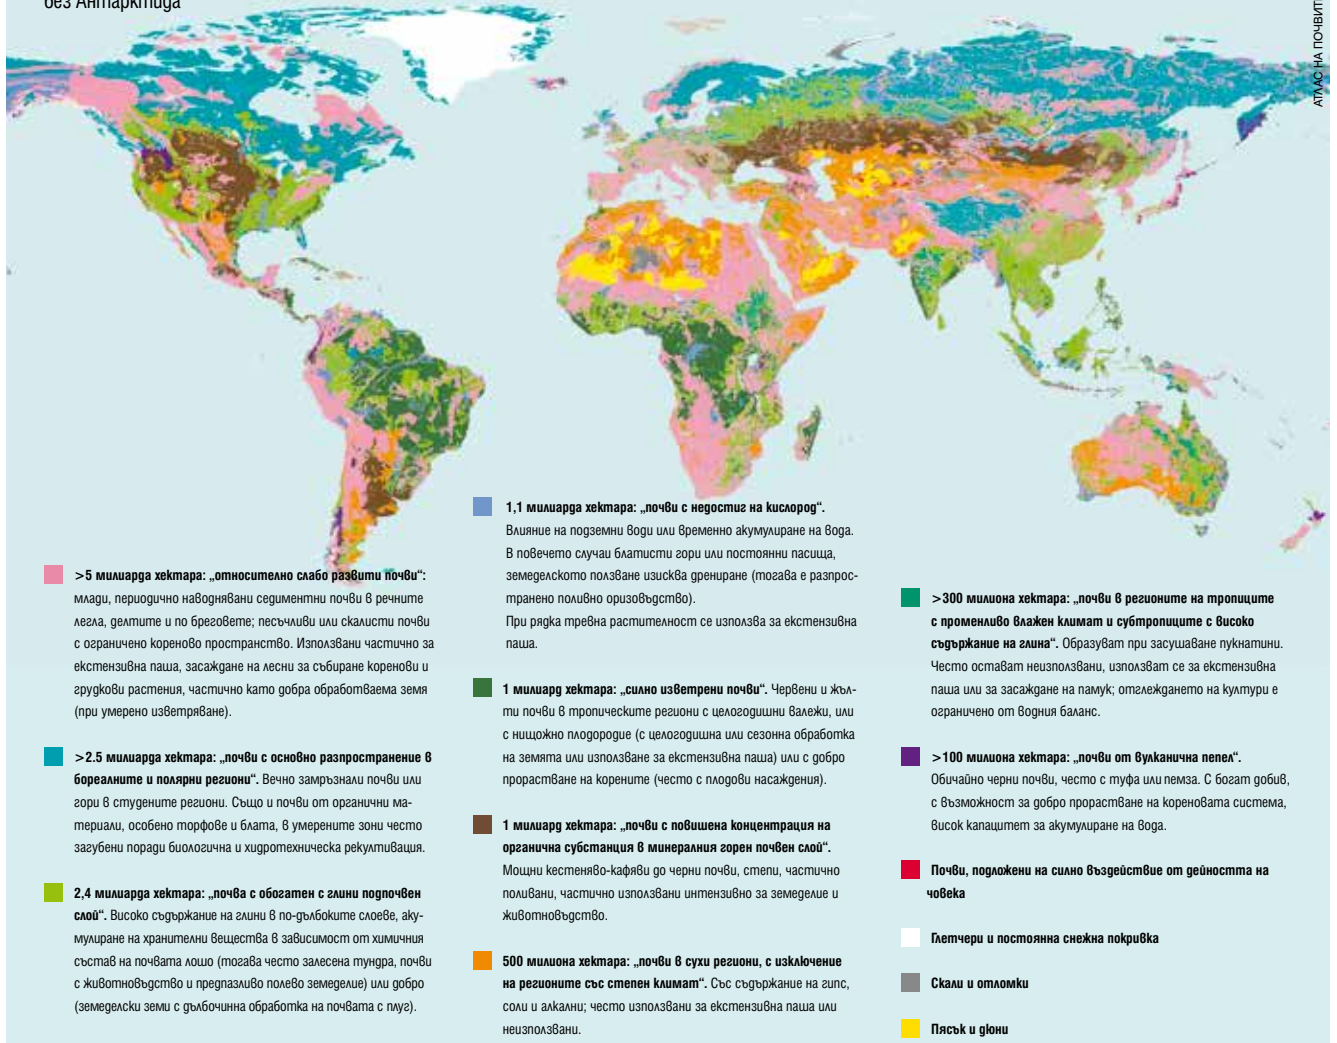 без Антарктида
АТЛАС НА ПОЧВИТЕ
>5 милиарда хектара: „относително слабо развити почви“:
млади, периодично наводнявани седиментни почви в речните
легла, делтите и по бреговете; песъчливи или скалисти почви
с ограничено кореново пространство. Използвани частично за
екстензивна паша, засаждане на лесни за събиране коренови и
грудкови растения, частично като добра обработваема земя
(при умерено изветряване).
>2.5 милиарда хектара: „почви с основно разпространение в
бореалните и полярни региони“. Вечно замръзнали почви или
гори в студените региони. Също и почви от органични ма-
териали, особено торфове и блата, в умерените зони често
загубени поради биологична и хидротехническа рекултивация.
2,4 милиарда хектара: „почва с обогатен с глини подпочвен
слой“. Високо съдържание на глини в по-дълбоките слоеве, аку-
мулиране на хранителни вещества в зависимост от химичния
състав на почвата лошо (тогава често залесена тундра, почви
с животновъдство и предпазливо полево земеделие) или добро
(земеделски земи с дълбочинна обработка на почвата с плуг).
1,1 милиарда хектара: „почви с недостиг на кислород“.
Влияние на подземни води или временно акумулиране на вода.
В повечето случаи блатисти гори или постоянни пасища,
земеделското ползване изисква дрениране (тогава е разпрос-
транено поливно оризовъдство).
При рядка тревна растителност се използва за екстензивна
паша.
1 милиард хектара: „силно изветрени почви“. Червени и жъл-
ти почви в тропическите региони с целогодишни валежи, или
с нищожно плодородие (с целогодишна или сезонна обработка
на земята или използване за екстензивна паша) или с добро
прорастване на корените (често с плодови насаждения).
1 милиард хектара: „почви с повишена концентрация на
органична субстанция в минералния горен почвен слой“.
Мощни кестеняво-кафяви до черни почви, степи, частично
поливани, частично използвани интензивно за земеделие и
животновъдство.
500 милиона хектара: „почви в сухи региони, с изключение
на регионите със степен климат“. Със съдържание на гипс,
соли и алкални; често използвани за екстензивна паша или
неизползвани.
>300 милиона хектара: „почви в регионите на тропиците
с променливо влажен климат и субтропиците с високо
съдържание на глина“. Образуват при засушаване пукнатини.
Често остават неизползвани, използват се за екстензивна
паша или за засаждане на памук; отглеждането на култури е
ограничено от водния баланс.
>100 милиона хектара: „почви от вулканична пепел“.
Обичайно черни почви, често с туфа или пемза. С богат добив,
с възможност за добро прорастване на кореновата система,
висок капацитет за акумулиране на вода.
Почви, подложени на силно въздействие от дейността на
човека
Глетчери и постоянна снежна покривка
Скали и отломки
Пясък и дюни